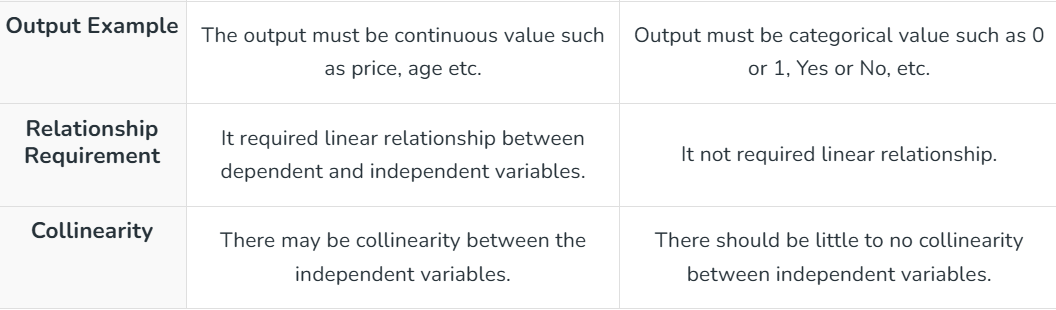 Output Example
The output must be continuous value such
as price, age etc.
Output must be categorical value such as 0
or 1, Yes or No, etc.
Relationship
Requirement
It required linear relationship between
dependent and independent variables.
It not required linear relationship.
Collinearity
There may be collinearity between the
independent variables.
There should be little to no collinearity
between independent variables.